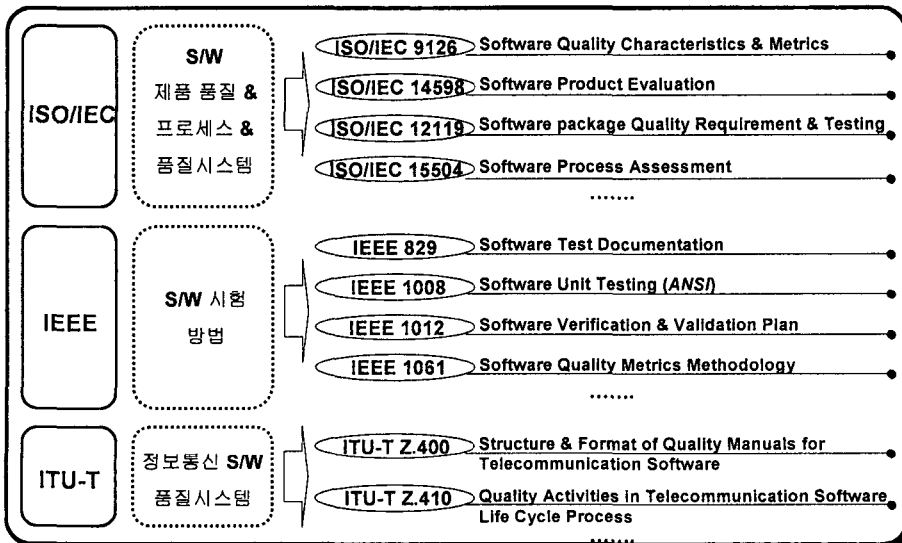 ISO/IEC
S/W
제품 품질 &
프로세스 &
품질시스템
ISO/IEC 9126 Software Quality Characteristics & Metrics
ISO/IEC 14598 Software Product Evaluation
ISO/IEC 12119 Software package Quality Requirement & Testing
ISO/IEC 15504 Software Process Assessment
.......
IEEE
S/W 시험
방법
IEEE 829 Software Test Documentation
IEEE 1008 Software Unit Testing (ANSI)
IEEE 1012 Software Verification & Validation Plan
IEEE 1061 Software Quality Metrics Methodology
.......
ITU-T
정보통신 S/W
품질시스템
ITU-T Z.400 Structure & Format of Quality Manuals for
Telecommunication Software
ITU-T Z.410 Quality Activities in Telecommunication Software
Life Cycle Process
.......